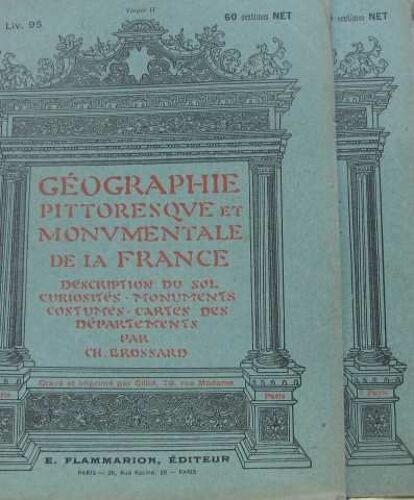 Liv. 95
60 centimes NET
centimes NET
GÉOGRAPHIE
PITTORESQVE ET
MONVMENTALE
DE LA FRANCE
DESCRIPTION DU SOL
CURIOSITÉS · MONUMENTS
COSTUMES · CARTES DES
DÉPARTEMENTS
PAR
CH. BROSSARD
Gravé et imprimé par Gillot, 79, rue Madame
Paris
Paris
Paris
E. FLAMMARION, ÉDITEUR
PARIS — 26, Rue Racine, 26 — PARIS